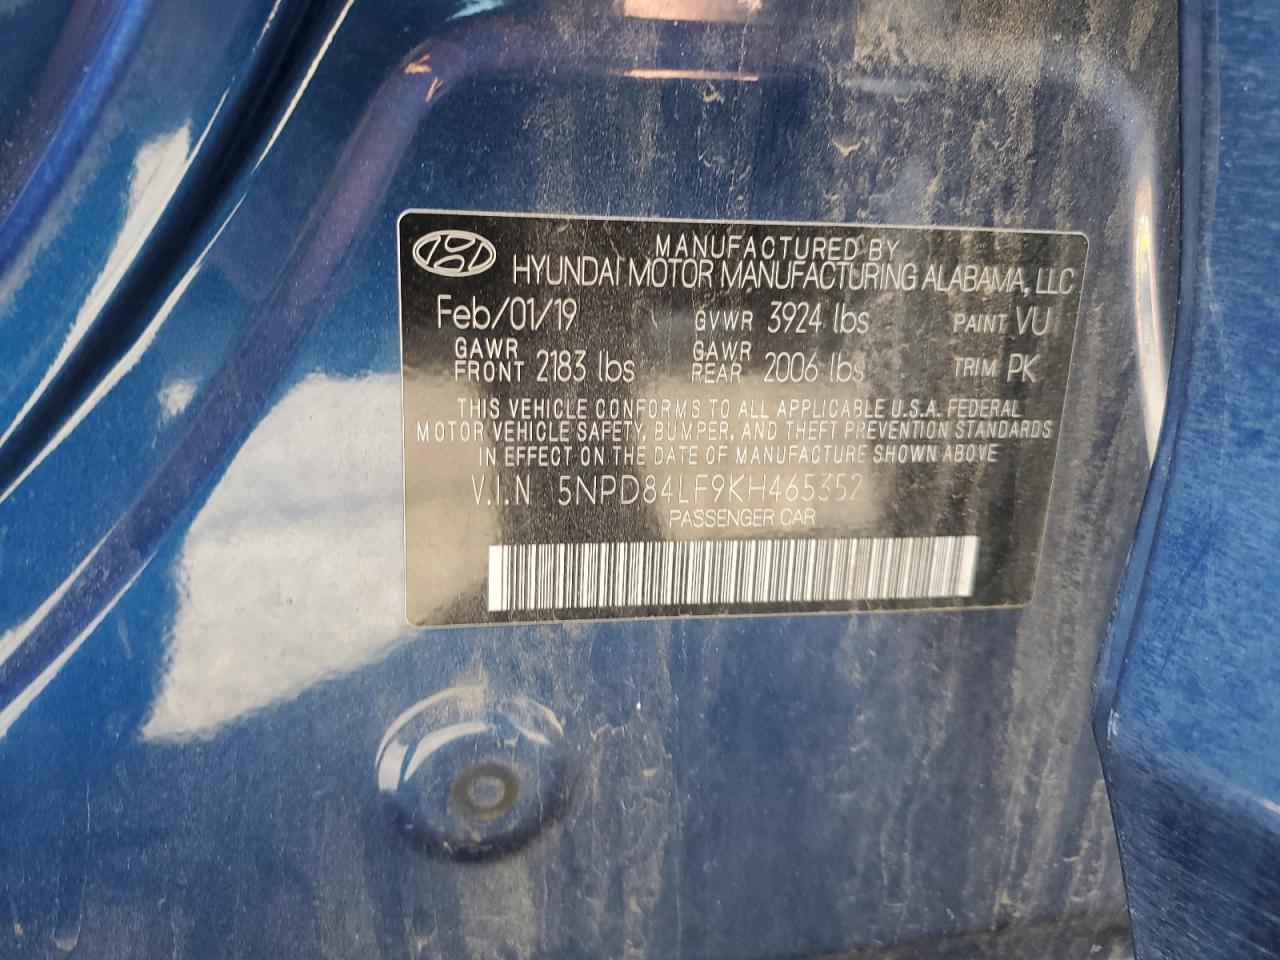 MANUFACTURED BY
HYUNDAI MOTOR MANUFACTURING ALABAMA, LLC
Feb/01/19 GVWR 3924 lbs PAINT VU
GAWR FRONT 2183 lbs GAWR REAR 2006 lbs TRIM PK
THIS VEHICLE CONFORMS TO ALL APPLICABLE U.S.A. FEDERAL
MOTOR VEHICLE SAFETY, BUMPER, AND THEFT PREVENTION STANDARDS
IN EFFECT ON THE DATE OF MANUFACTURE SHOWN ABOVE
V.I.N 5NPD84LF9KH465352
PASSENGER CAR